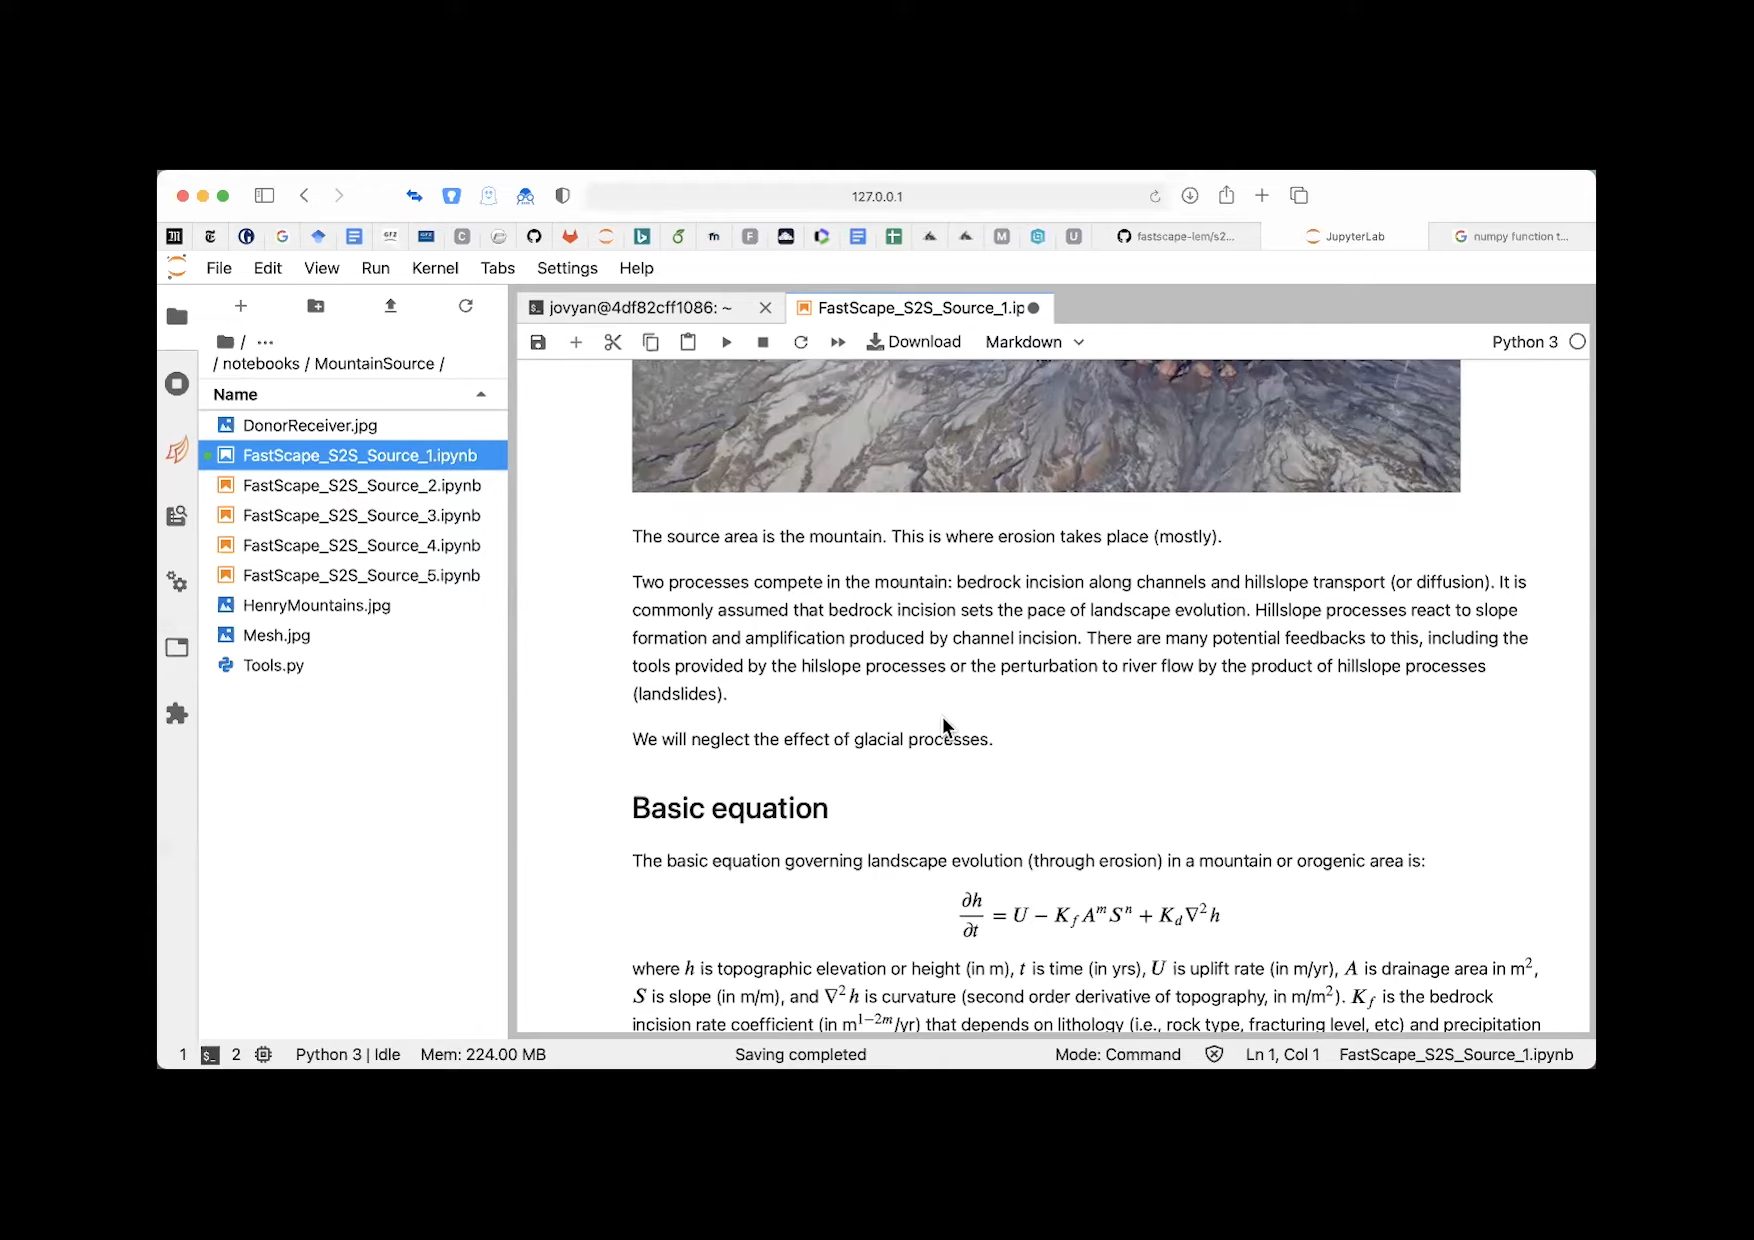 127.0.0.1
fastscape-lem/s2...
JupyterLab
numpy function t...
File Edit View Run Kernel Tabs Settings Help
jovyan@4df82cff1086: ~
FastScape_S2S_Source_1.ip
Download
Markdown
Python 3
/ ...
/ notebooks / MountainSource /
Name
DonorReceiver.jpg
FastScape_S2S_Source_1.ipynb
FastScape_S2S_Source_2.ipynb
FastScape_S2S_Source_3.ipynb
FastScape_S2S_Source_4.ipynb
FastScape_S2S_Source_5.ipynb
HenryMountains.jpg
Mesh.jpg
Tools.py
The source area is the mountain. This is where erosion takes place (mostly).
Two processes compete in the mountain: bedrock incision along channels and hillslope transport (or diffusion). It is
commonly assumed that bedrock incision sets the pace of landscape evolution. Hillslope processes react to slope
formation and amplification produced by channel incision. There are many potential feedbacks to this, including the
tools provided by the hilslope processes or the perturbation to river flow by the product of hillslope processes
(landslides).
We will neglect the effect of glacial processes.
Basic equation
The basic equation governing landscape evolution (through erosion) in a mountain or orogenic area is:
∂h/∂t = U − K_f A^m S^n + K_d ∇² h
where h is topographic elevation or height (in m), t is time (in yrs), U is uplift rate (in m/yr), A is drainage area in m²,
S is slope (in m/m), and ∇² h is curvature (second order derivative of topography, in m/m²). K_f is the bedrock
incision rate coefficient (in m^1−2m/yr) that depends on lithology (i.e., rock type, fracturing level, etc) and precipitation
1 2 Python 3 | Idle Mem: 224.00 MB Saving completed Mode: Command Ln 1, Col 1 FastScape_S2S_Source_1.ipynb